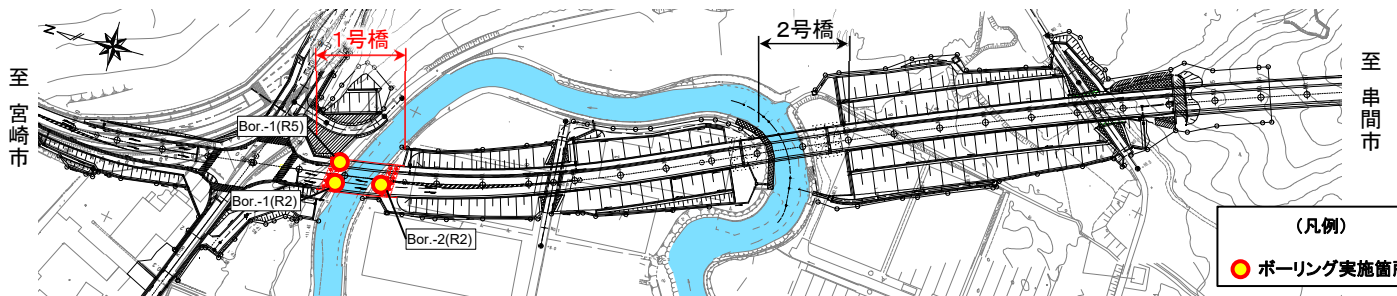 N
1号橋
2号橋
至 宮崎市
至 串間市
Bor.-1(R5)
Bor.-1(R2)
Bor.-2(R2)
(凡例)
ボーリング実施箇所